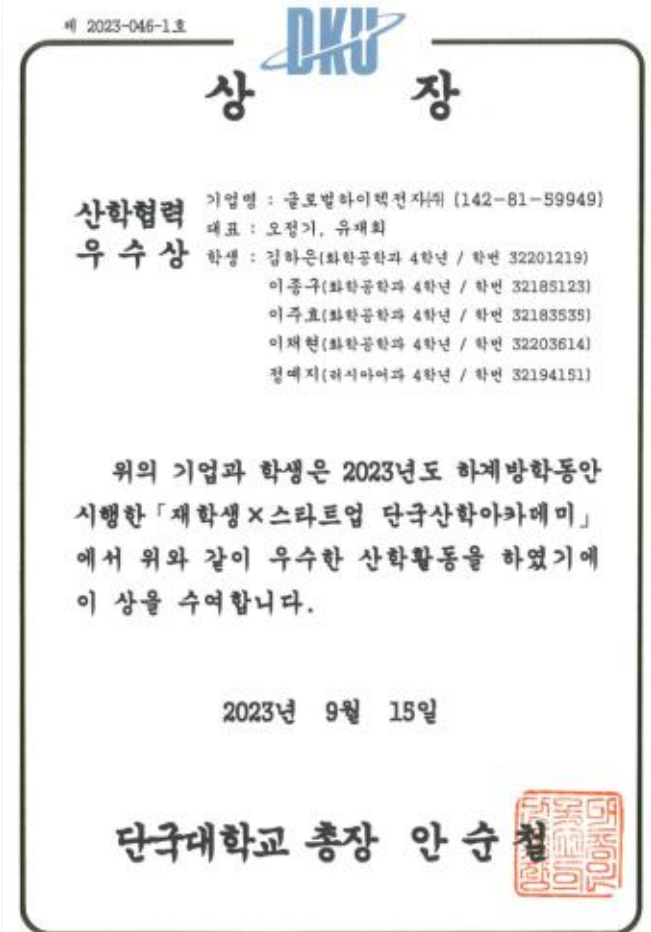 제 2023-046-1호
DKU
상 장
산학협력
우수상
기업명 : 글로벌하이텍전자㈜ (142-81-59949)
대표 : 오정기, 유재희
학생 : 김하은(화학공학과 4학년 / 학번 32201219)
이종구(화학공학과 4학년 / 학번 32185123)
이주효(화학공학과 4학년 / 학번 32183535)
이채현(화학공학과 4학년 / 학번 32203614)
정예지(러시아어과 4학년 / 학번 32194151)
위의 기업과 학생은 2023년도 하계방학동안
시행한「재학생×스타트업 단국산학아카데미」
에서 위와 같이 우수한 산학활동을 하였기에
이 상을 수여합니다.
2023년 9월 15일
단국대학교 총장 안순철